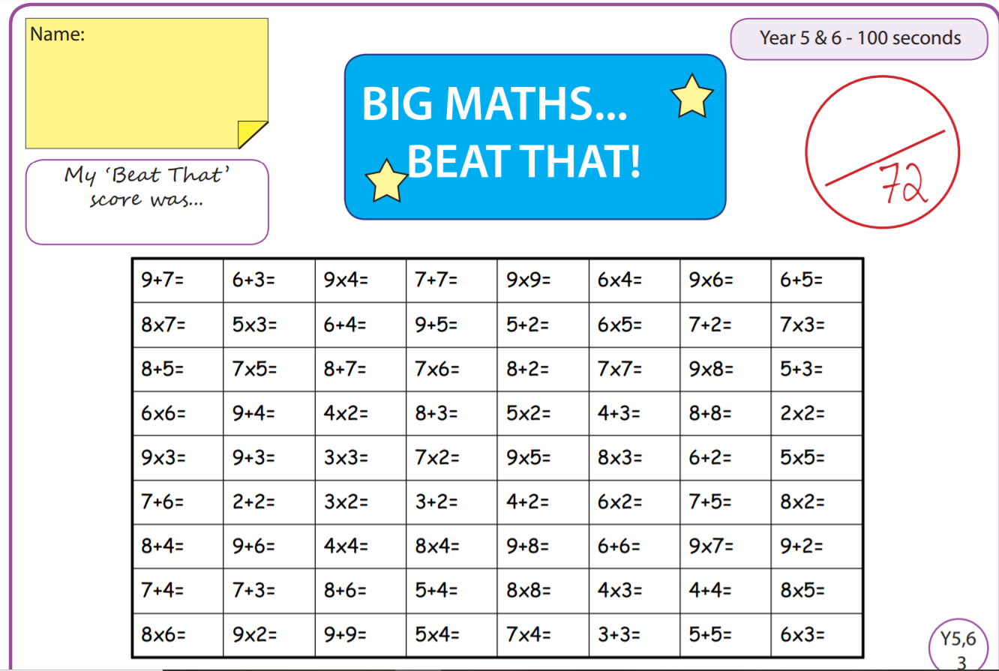 Name:
Year 5 & 6 - 100 seconds
BIG MATHS...
BEAT THAT!
72
My ‘Beat That’
score was...
9+7= 6+3= 9x4= 7+7= 9x9= 6x4= 9x6= 6+5=
8x7= 5x3= 6+4= 9+5= 5+2= 6x5= 7+2= 7x3=
8+5= 7x5= 8+7= 7x6= 8+2= 7x7= 9x8= 5+3=
6x6= 9+4= 4x2= 8+3= 5x2= 4+3= 8+8= 2x2=
9x3= 9+3= 3x3= 7x2= 9x5= 8x3= 6+2= 5x5=
7+6= 2+2= 3x2= 3+2= 4+2= 6x2= 7+5= 8x2=
8+4= 9+6= 4x4= 8x4= 9+8= 6+6= 9x7= 9+2=
7+4= 7+3= 8+6= 5+4= 8x8= 4x3= 4+4= 8x5=
8x6= 9x2= 9+9= 5x4= 7x4= 3+3= 5+5= 6x3=
Y5,6
3